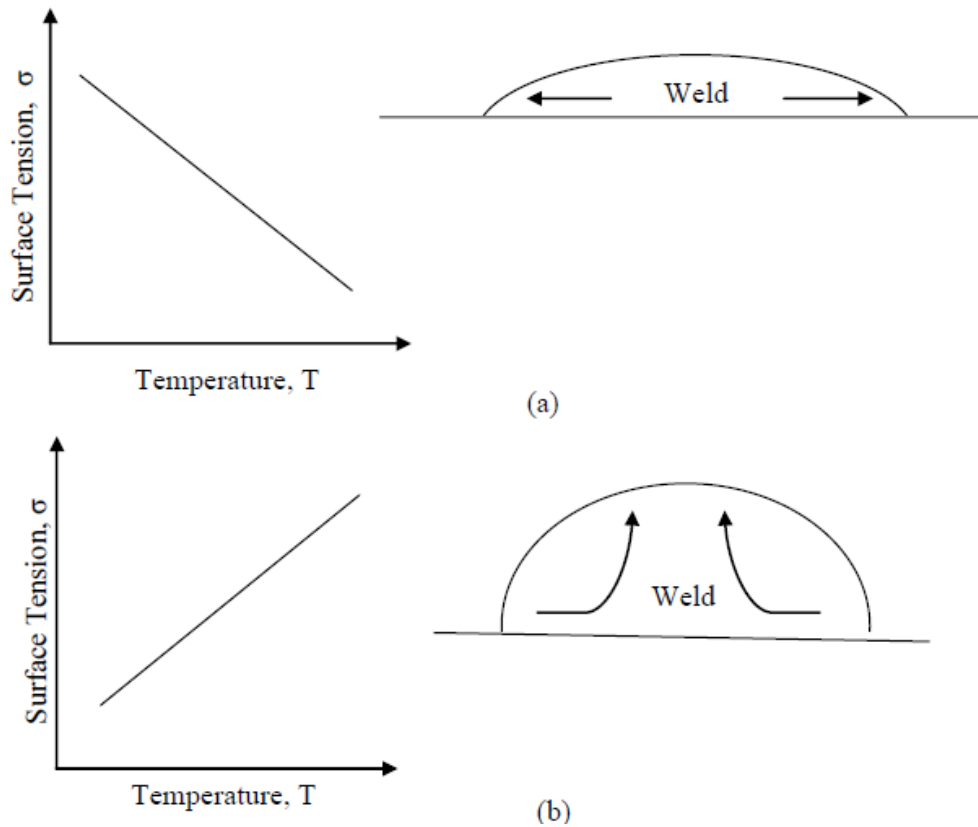 Surface Tension, σ
Weld
Temperature, T
(a)
Surface Tension, σ
Weld
Temperature, T
(b)